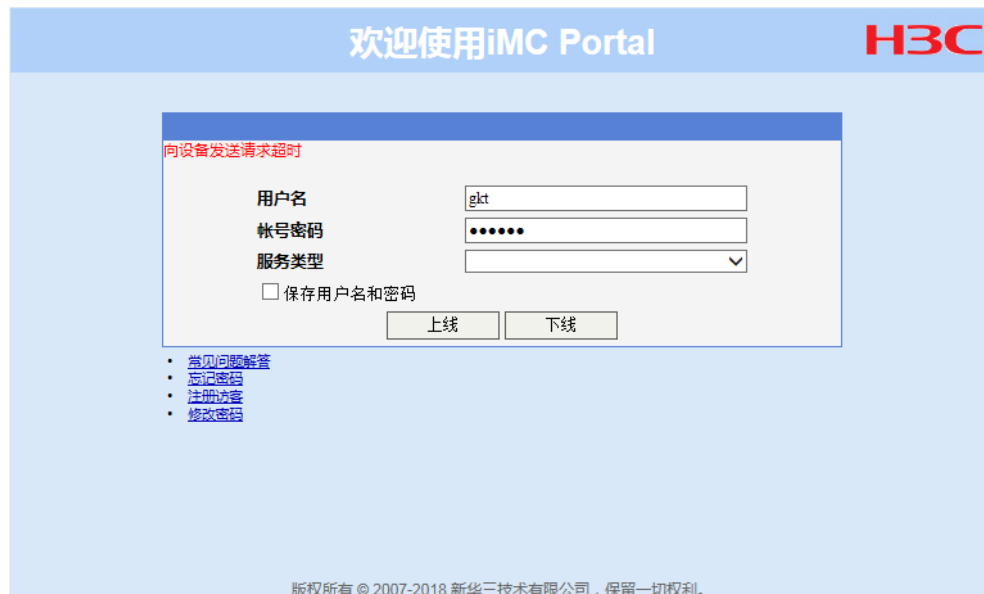 欢迎使用iMC Portal
H3C
向设备发送请求超时
用户名 gkt
帐号密码 ●●●●●●
服务类型
保存用户名和密码
上线 下线
• 常见问题解答
• 忘记密码
• 注册访客
• 修改密码
版权所有 © 2007-2018 新华三技术有限公司，保留一切权利。